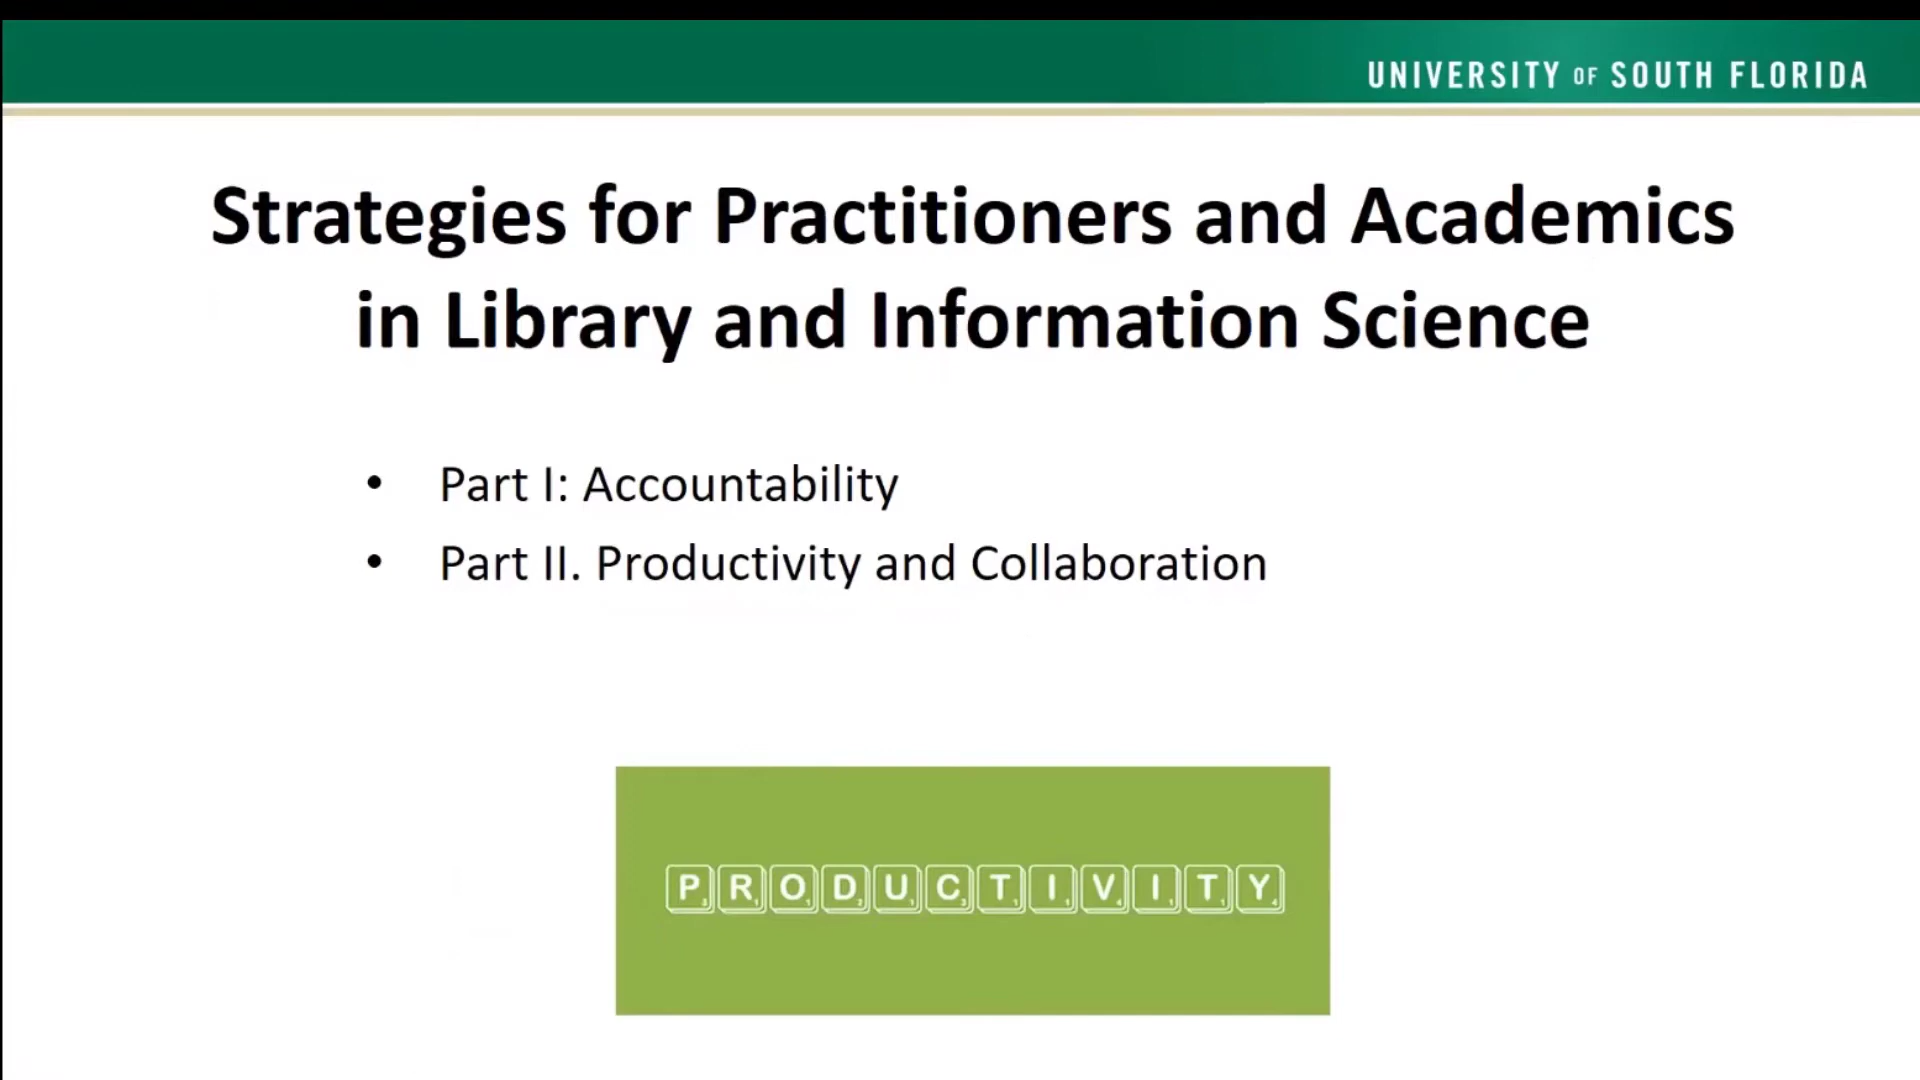 UNIVERSITY OF SOUTH FLORIDA
Strategies for Practitioners and Academics
in Library and Information Science
• Part I: Accountability
• Part II. Productivity and Collaboration
PRODUCTIVITY